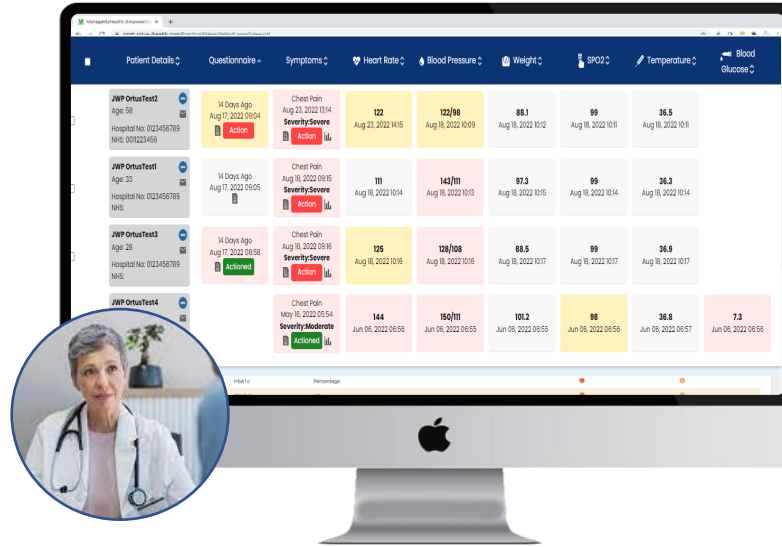 ManageMyHealth: Empowering
Patient Details Questionnaire Symptoms Heart Rate Blood Pressure Weight SPO2 Temperature Blood Glucose
JWP OrtusTest2
Age: 58
Hospital No: 0123456789
NHS: 001223456
14 Days Ago
Aug 17, 2022 09:04
Action
Chest Pain
Aug 23, 2022 13:14
Severity:Severe
Action
122
Aug 23, 2022 14:15
122/98
Aug 18, 2022 10:09
88.1
Aug 18, 2022 10:12
99
Aug 18, 2022 10:11
36.5
Aug 18, 2022 10:11
JWP OrtusTest1
Age: 33
Hospital No: 0123456789
NHS:
14 Days Ago
Aug 17, 2022 09:05
Chest Pain
Aug 18, 2022 09:15
Severity:Severe
Action
111
Aug 18, 2022 10:14
143/111
Aug 18, 2022 10:13
97.3
Aug 18, 2022 10:15
99
Aug 18, 2022 10:14
36.3
Aug 18, 2022 10:14
JWP OrtusTest3
Age: 28
Hospital No: 0123456789
NHS:
14 Days Ago
Aug 17, 2022 08:58
Actioned
Chest Pain
Aug 18, 2022 09:16
Severity:Severe
Action
125
Aug 18, 2022 10:16
128/108
Aug 18, 2022 10:16
88.5
Aug 18, 2022 10:17
99
Aug 18, 2022 10:17
36.9
Aug 18, 2022 10:17
JWP OrtusTest4
Chest Pain
May 16, 2022 05:54
Severity:Moderate
Actioned
144
Jun 06, 2022 06:56
150/111
Jun 06, 2022 06:55
101.2
Jun 06, 2022 06:55
98
Jun 06, 2022 06:56
36.8
Jun 06, 2022 06:57
7.3
Jun 06, 2022 06:56
HbA1c Percentage